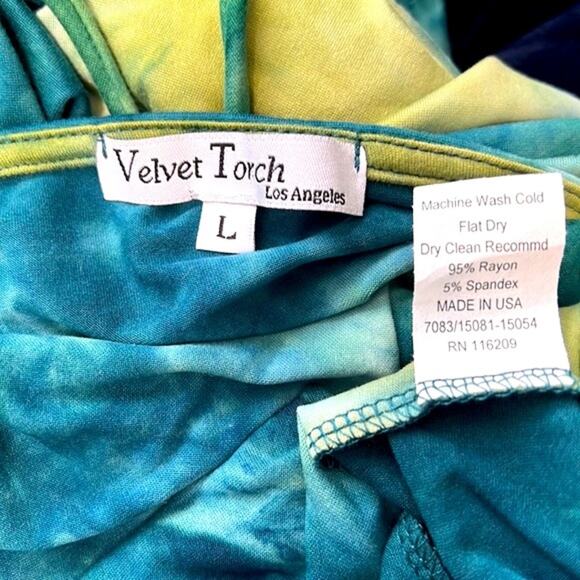 Velvet Torch
Los Angeles
L
Machine Wash Cold
Flat Dry
Dry Clean Recommd
95% Rayon
5% Spandex
MADE IN USA
7083/15081-15054
RN 116209